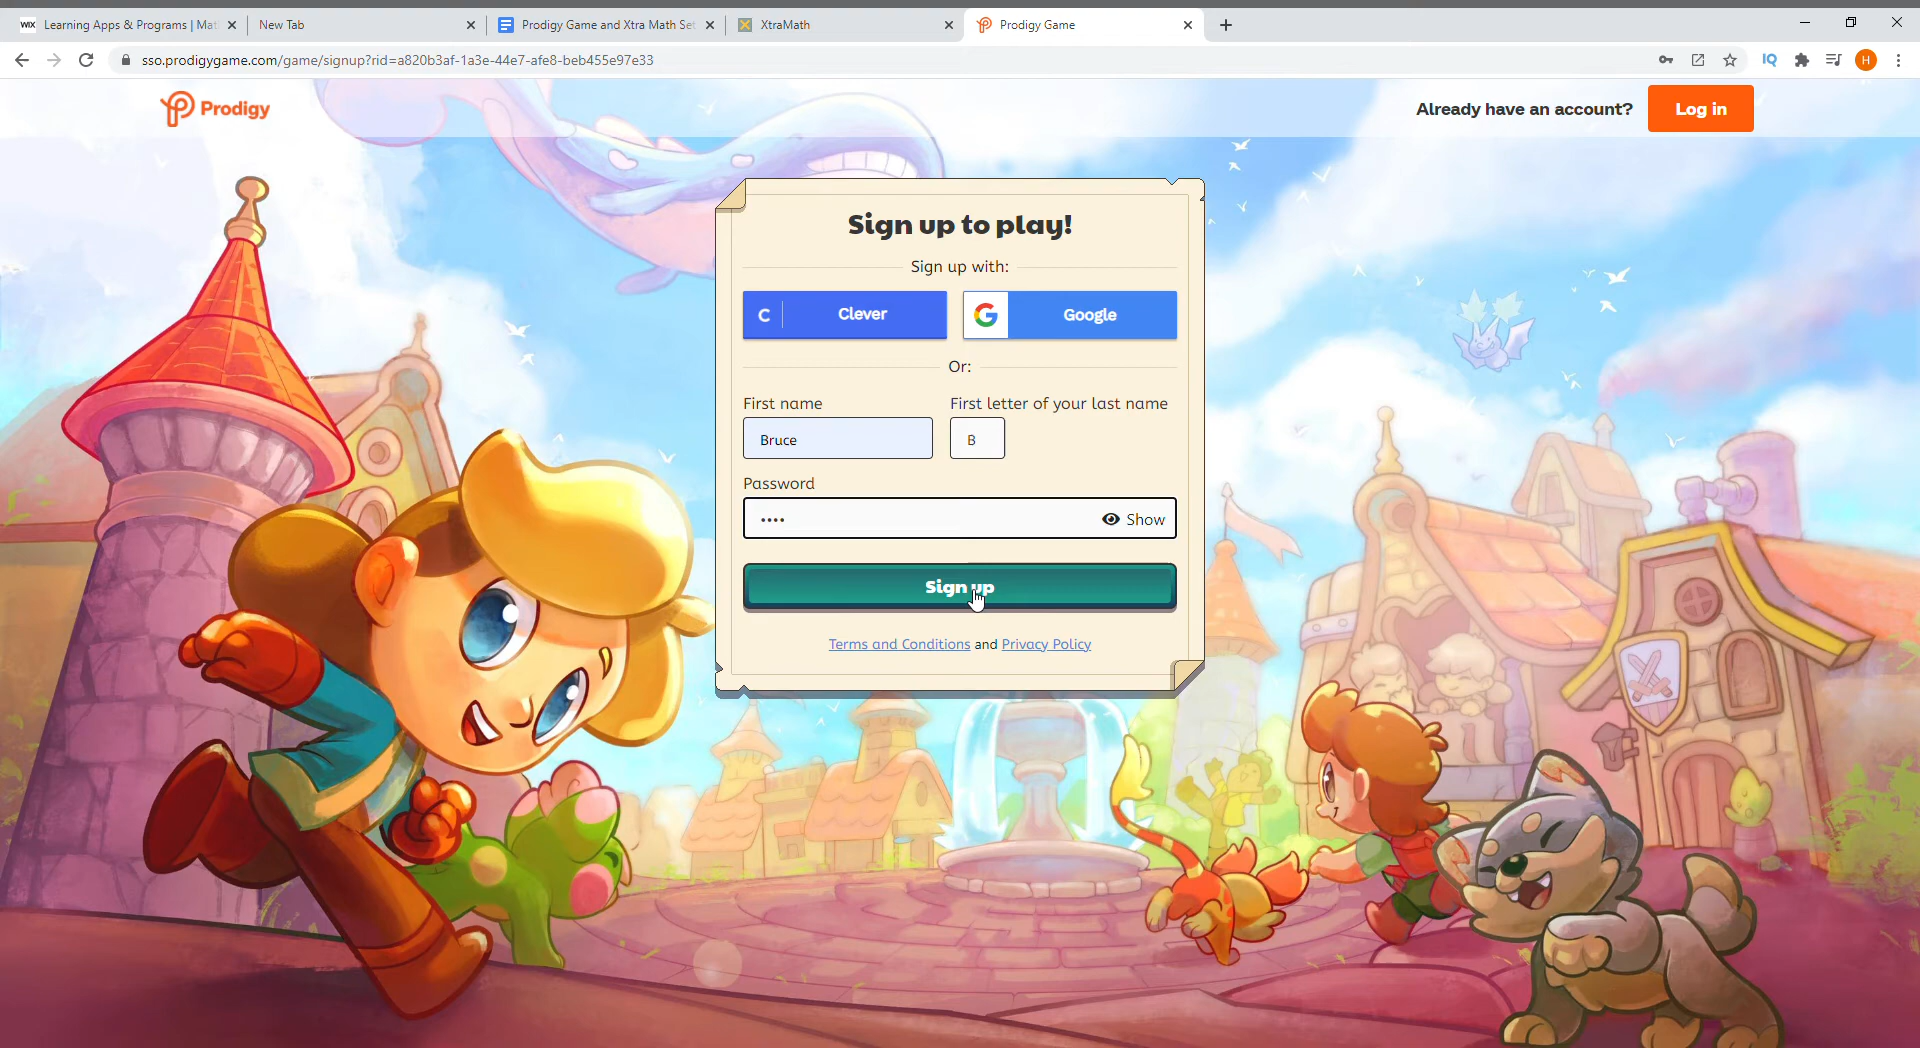 WIX Learning Apps & Programs | Mat
New Tab
Prodigy Game and Xtra Math Set
XtraMath
Prodigy Game
sso.prodigygame.com/game/signup?rid=a820b3af-1a3e-44e7-afe8-beb455e97e33
IQ
H
Prodigy
Already have an account?
Log in
Sign up to play!
Sign up with:
C Clever
G Google
Or:
First name
First letter of your last name
Bruce
B
Password
•••• Show
Sign up
Terms and Conditions and Privacy Policy